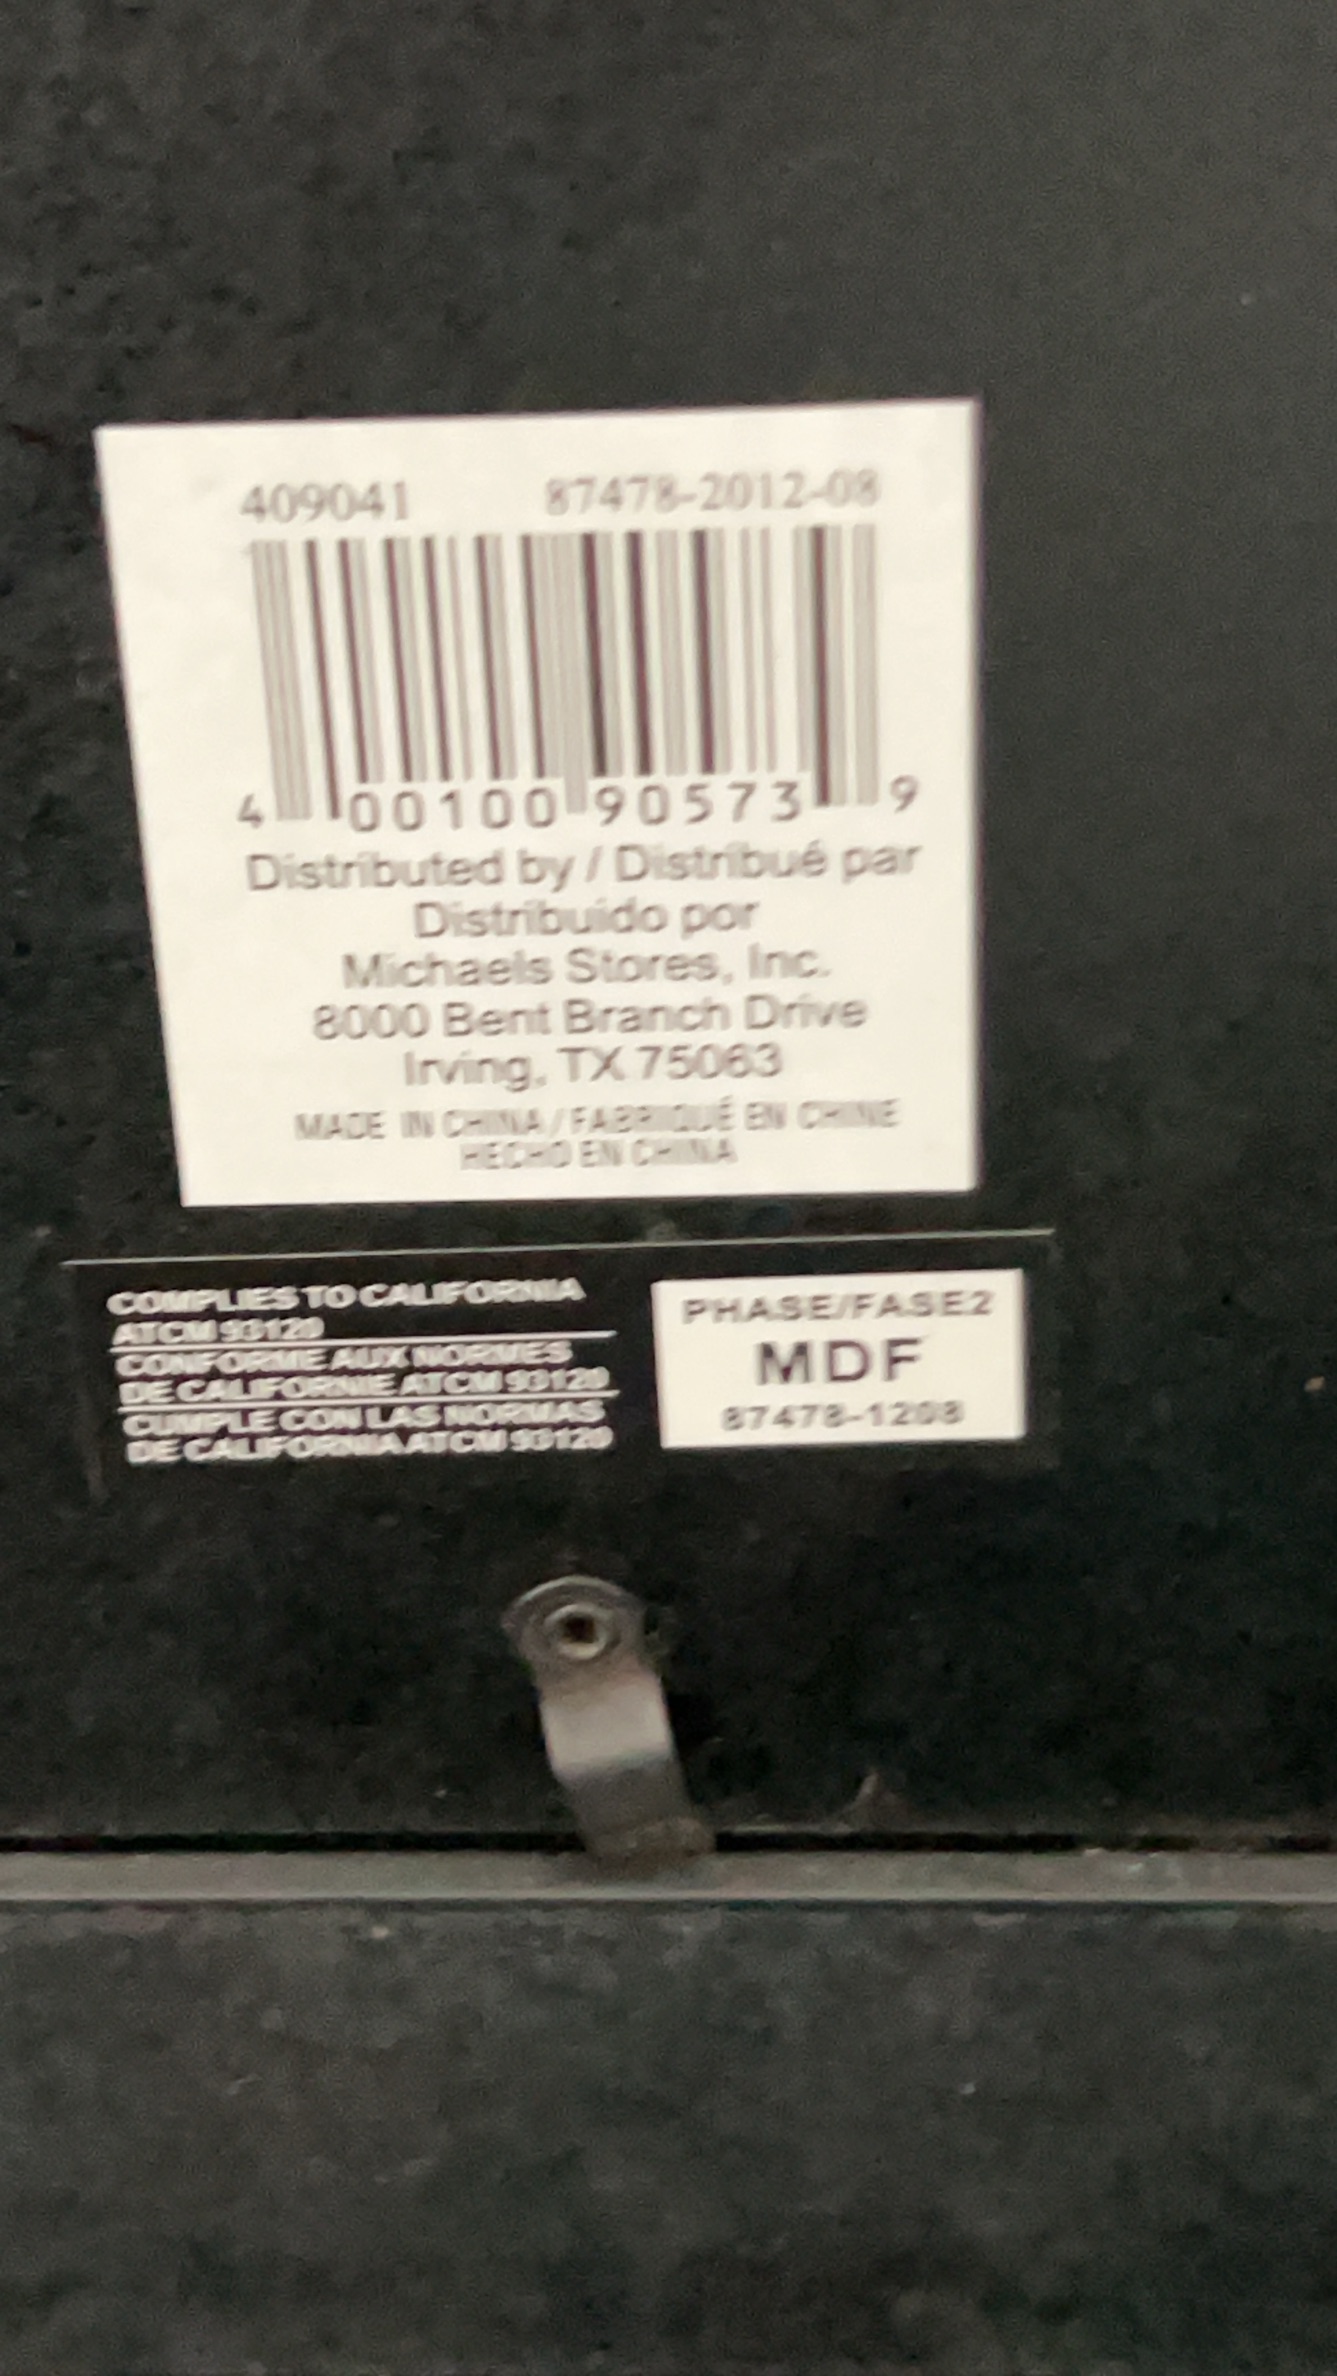 409041 87478-2012-08
4 00100 90573 9
Distributed by / Distribué par
Distribuido por
Michaels Stores, Inc.
8000 Bent Branch Drive
Irving, TX 75063
MADE IN CHINA / FABRIQUÉ EN CHINE
HECHO EN CHINA
COMPLIES TO CALIFORNIA
ATCM 93120
CONFORME AUX NORMES
DE CALIFORNIE ATCM 93120
CUMPLE CON LAS NORMAS
DE CALIFORNIA ATCM 93120
PHASE/FASE2
MDF
87478-1208